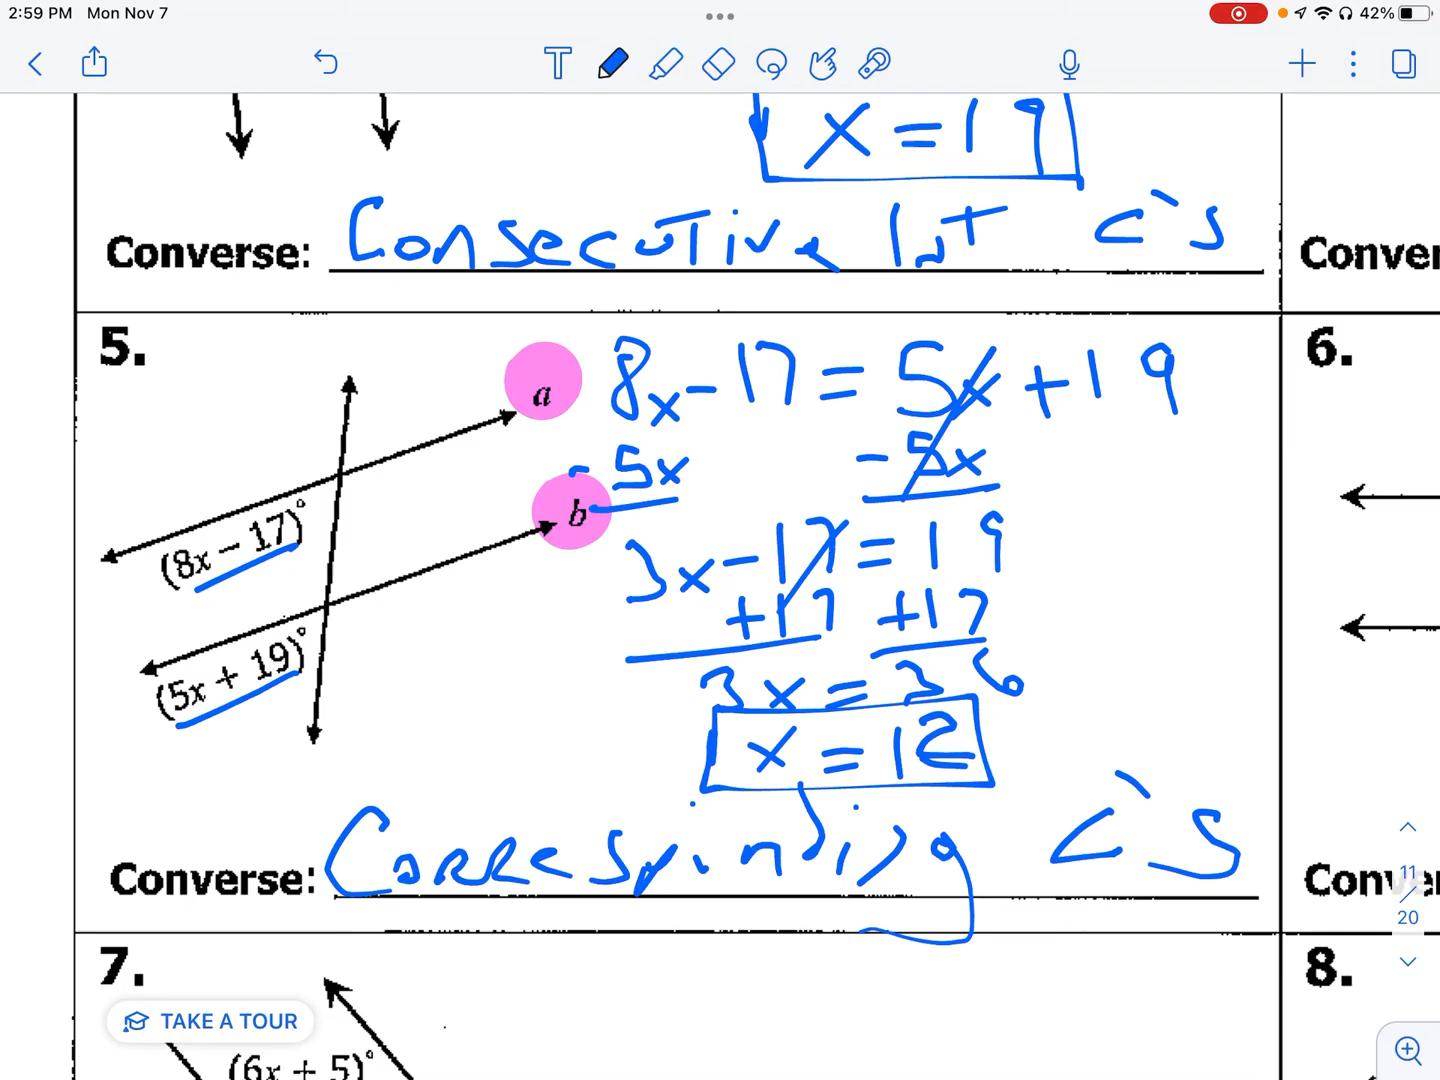 2:59 PM Mon Nov 7
42%
x = 19
Converse: Consecutive Int <'s
Conver
5.
a
8x - 17 = 5x + 19
- 5x - 5x
b
3x - 17 = 19
+17 +17
3x = 36
x = 12
(8x − 17)°
(5x + 19)°
Converse: Correspinding <'s
6.
Conve
11
20
7.
(6x + 5)°
8.
TAKE A TOUR